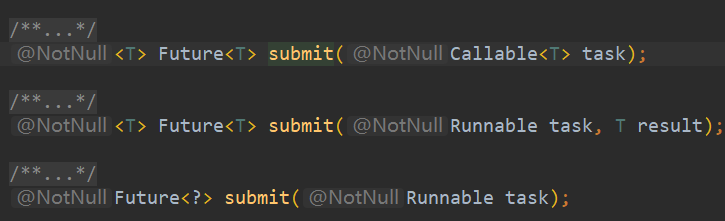 /**...*/
@NotNull <T> Future<T> submit( @NotNull Callable<T> task);
/**...*/
@NotNull <T> Future<T> submit( @NotNull Runnable task, T result);
/**...*/
@NotNull Future<?> submit( @NotNull Runnable task);